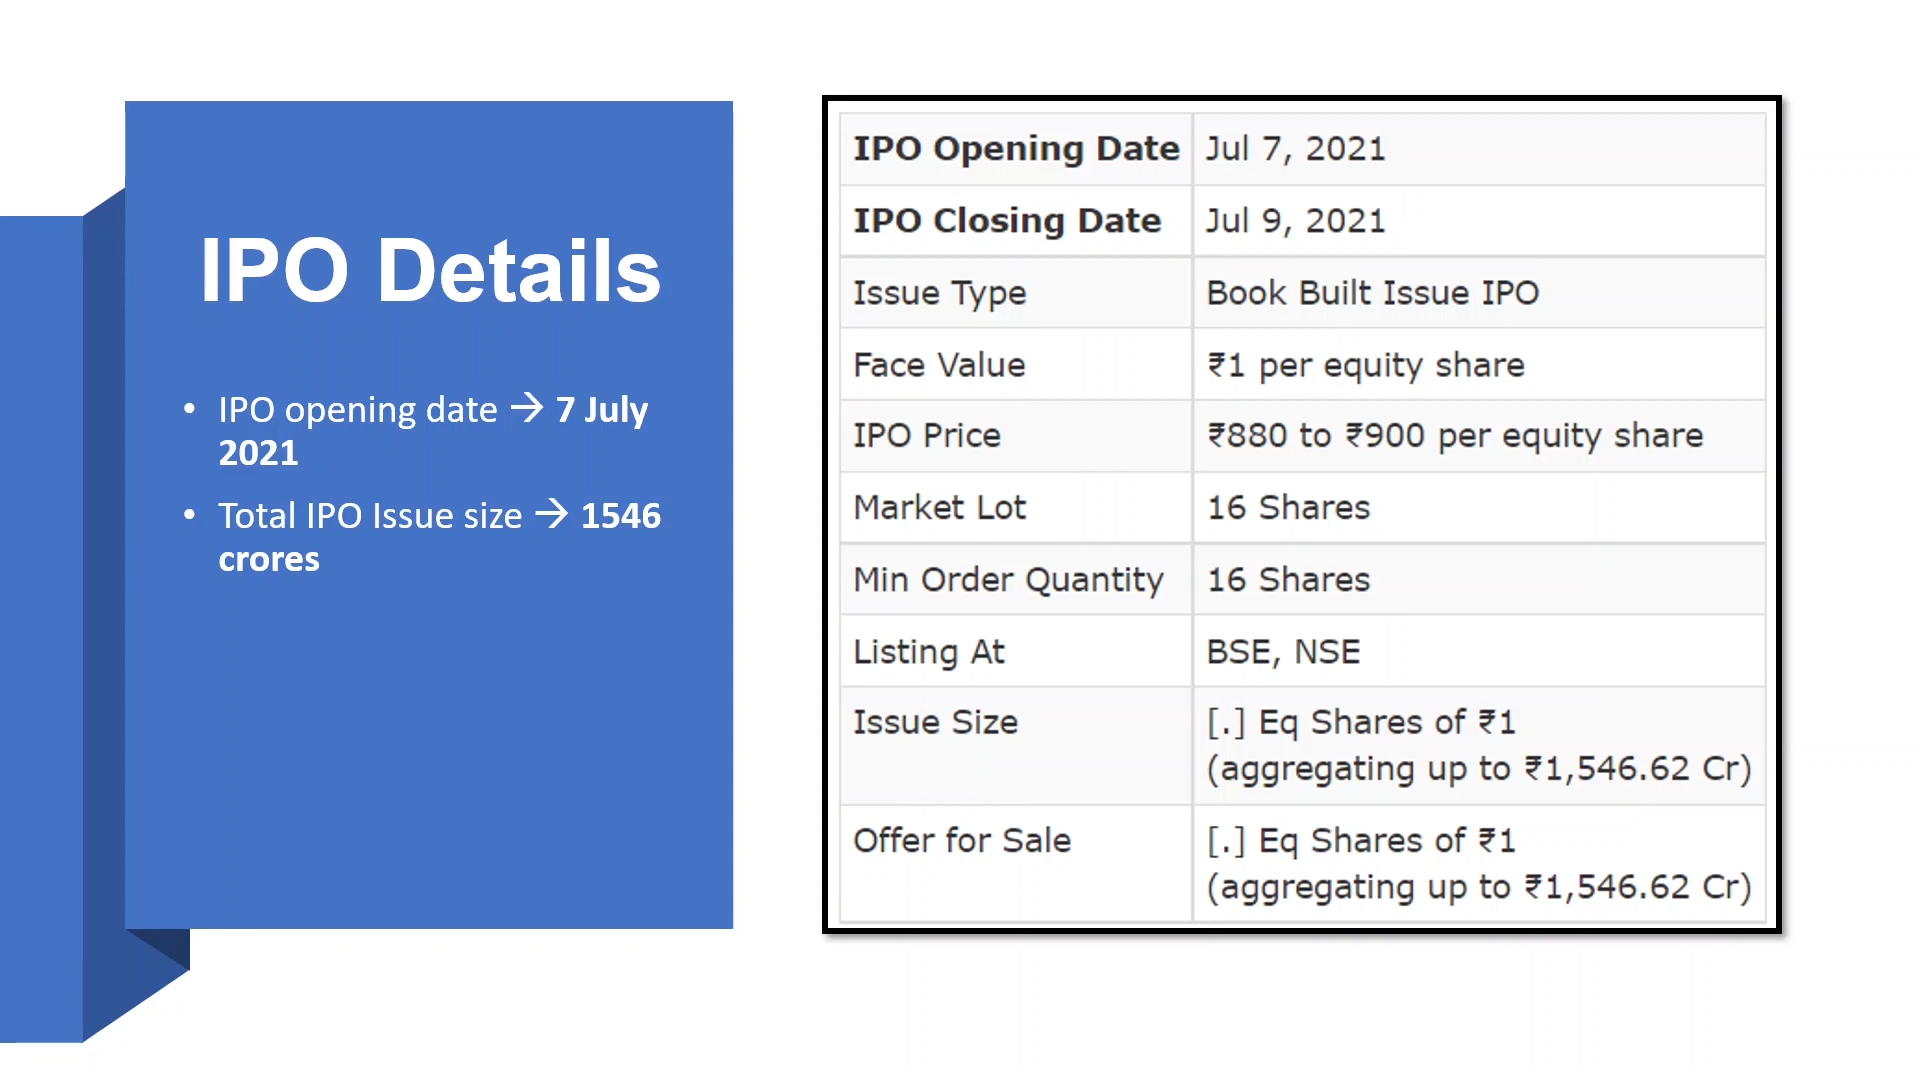 IPO Details
• IPO opening date → 7 July
2021
• Total IPO Issue size → 1546
crores
IPO Opening Date Jul 7, 2021
IPO Closing Date Jul 9, 2021
Issue Type Book Built Issue IPO
Face Value ₹1 per equity share
IPO Price ₹880 to ₹900 per equity share
Market Lot 16 Shares
Min Order Quantity 16 Shares
Listing At BSE, NSE
Issue Size [.] Eq Shares of ₹1
(aggregating up to ₹1,546.62 Cr)
Offer for Sale [.] Eq Shares of ₹1
(aggregating up to ₹1,546.62 Cr)